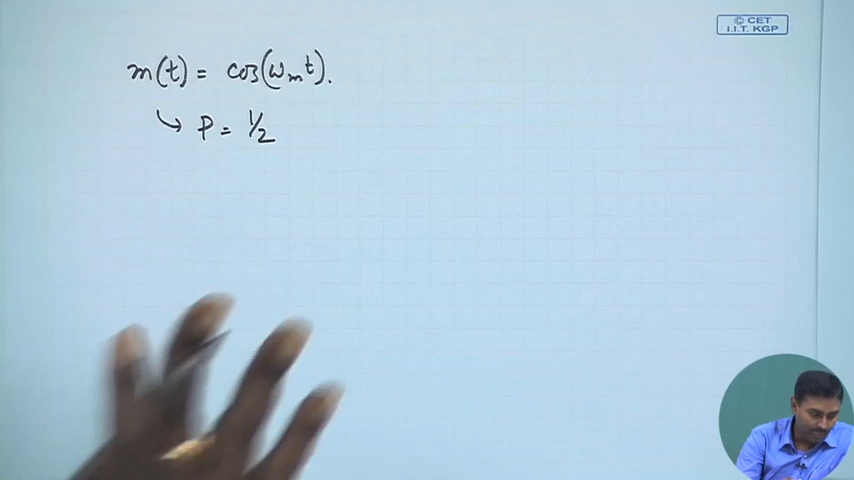 © CET
I.I.T. KGP
m(t) = cos(ωₘt).
↳ P = 1/2